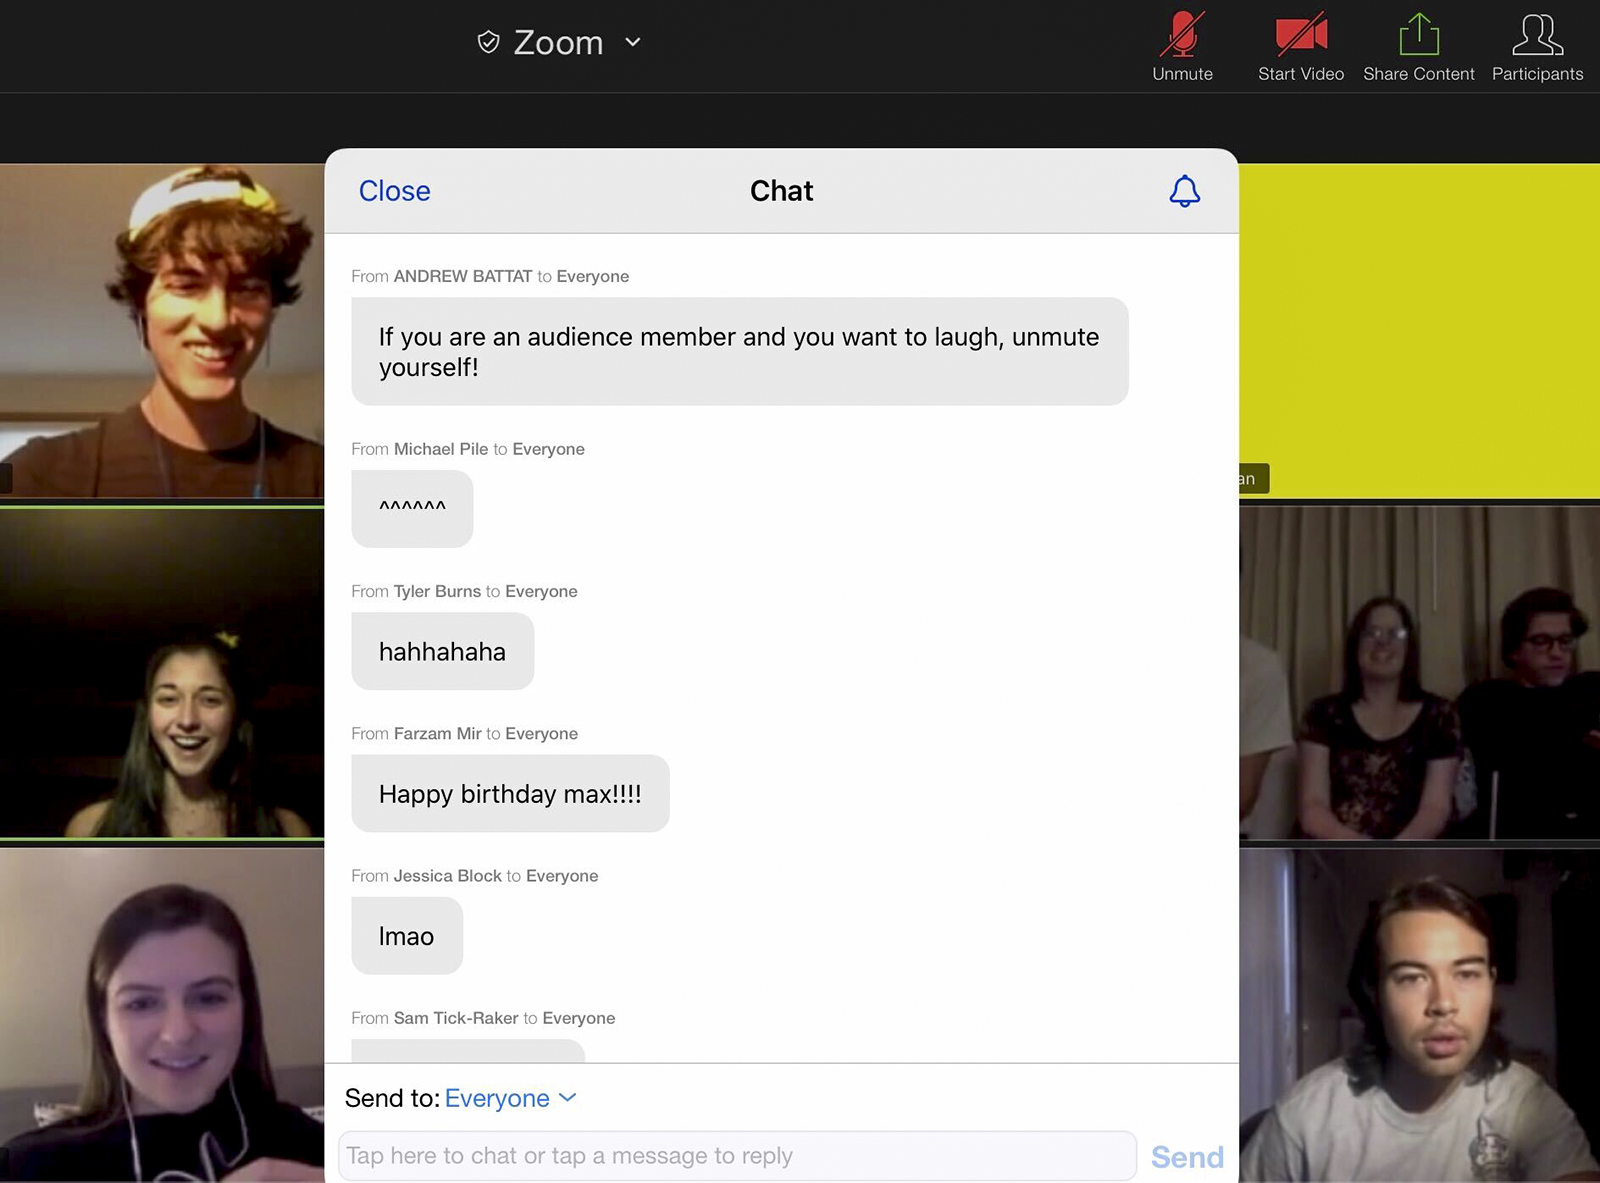 Zoom
Unmute
Start Video
Share Content
Participants
Close
Chat
From ANDREW BATTAT to Everyone
If you are an audience member and you want to laugh, unmute
yourself!
From Michael Pile to Everyone
^^^^^^
From Tyler Burns to Everyone
hahhahaha
From Farzam Mir to Everyone
Happy birthday max!!!!
From Jessica Block to Everyone
lmao
From Sam Tick-Raker to Everyone
an
Send to: Everyone
Tap here to chat or tap a message to reply
Send